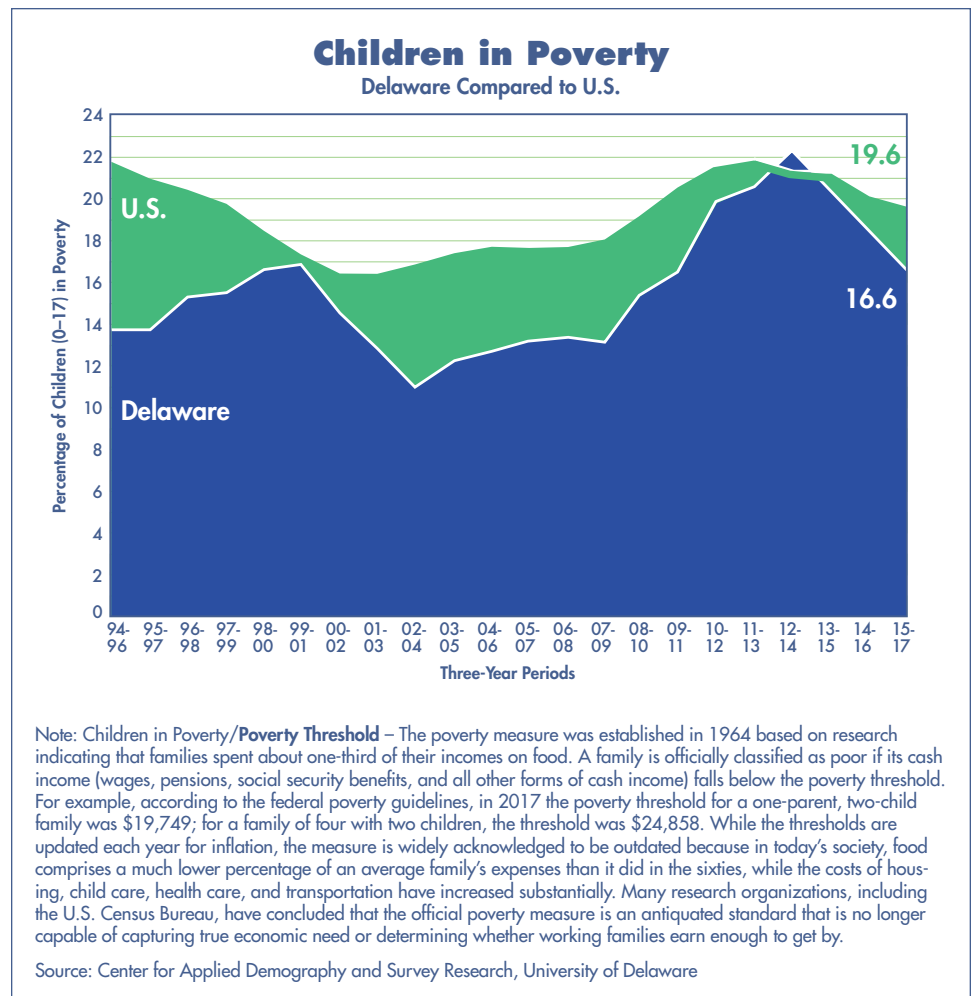 Children in Poverty
Delaware Compared to U.S.
Percentage of Children (0–17) in Poverty
24
22
20
18
16
14
12
10
8
6
4
2
0
U.S.
Delaware
19.6
16.6
94-96
95-97
96-98
97-99
98-00
99-01
00-02
01-03
02-04
03-05
04-06
05-07
06-08
07-09
08-10
09-11
10-12
11-13
12-14
13-15
14-16
15-17
Three-Year Periods
Note: Children in Poverty/Poverty Threshold – The poverty measure was established in 1964 based on research
indicating that families spent about one-third of their incomes on food. A family is officially classified as poor if its cash
income (wages, pensions, social security benefits, and all other forms of cash income) falls below the poverty threshold.
For example, according to the federal poverty guidelines, in 2017 the poverty threshold for a one-parent, two-child
family was $19,749; for a family of four with two children, the threshold was $24,858. While the thresholds are
updated each year for inflation, the measure is widely acknowledged to be outdated because in today's society, food
comprises a much lower percentage of an average family's expenses than it did in the sixties, while the costs of hous-
ing, child care, health care, and transportation have increased substantially. Many research organizations, including
the U.S. Census Bureau, have concluded that the official poverty measure is an antiquated standard that is no longer
capable of capturing true economic need or determining whether working families earn enough to get by.
Source: Center for Applied Demography and Survey Research, University of Delaware